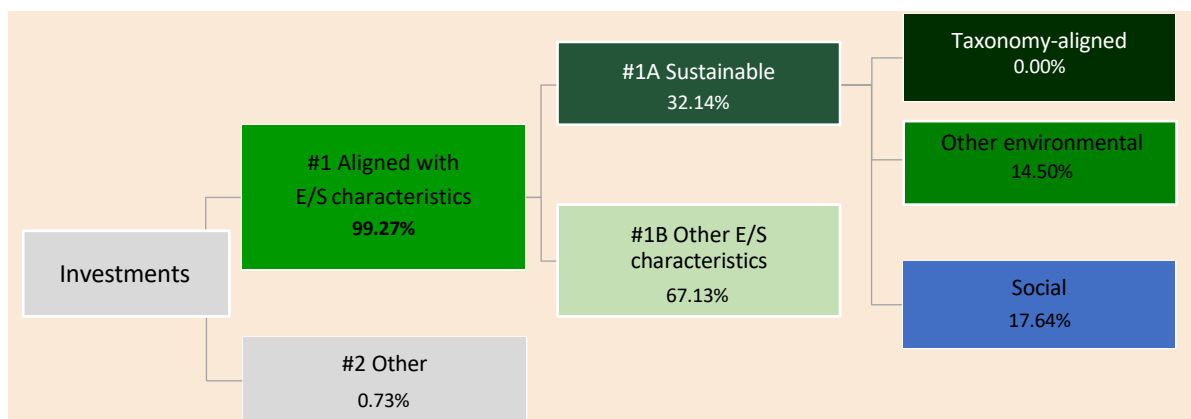 Investments
#1 Aligned with
E/S characteristics
99.27%
#2 Other
0.73%
#1A Sustainable
32.14%
#1B Other E/S
characteristics
67.13%
Taxonomy-aligned
0.00%
Other environmental
14.50%
Social
17.64%